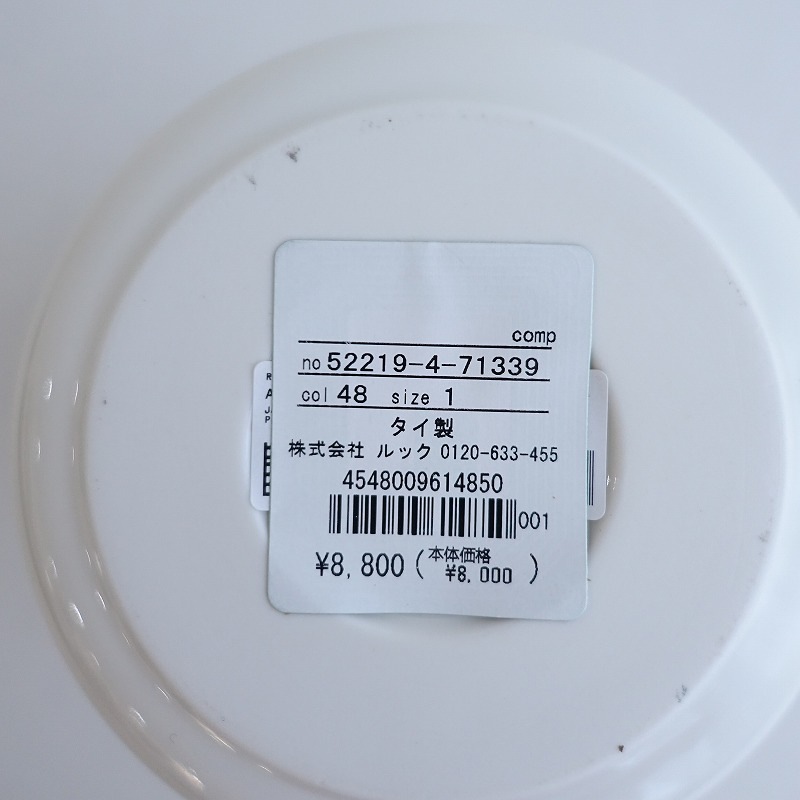 comp
no 52219-4-71339
col 48 size 1
タイ製
株式会社 ルック 0120-633-455
4548009614850
001
¥8,800(本体価格 ¥8,000)